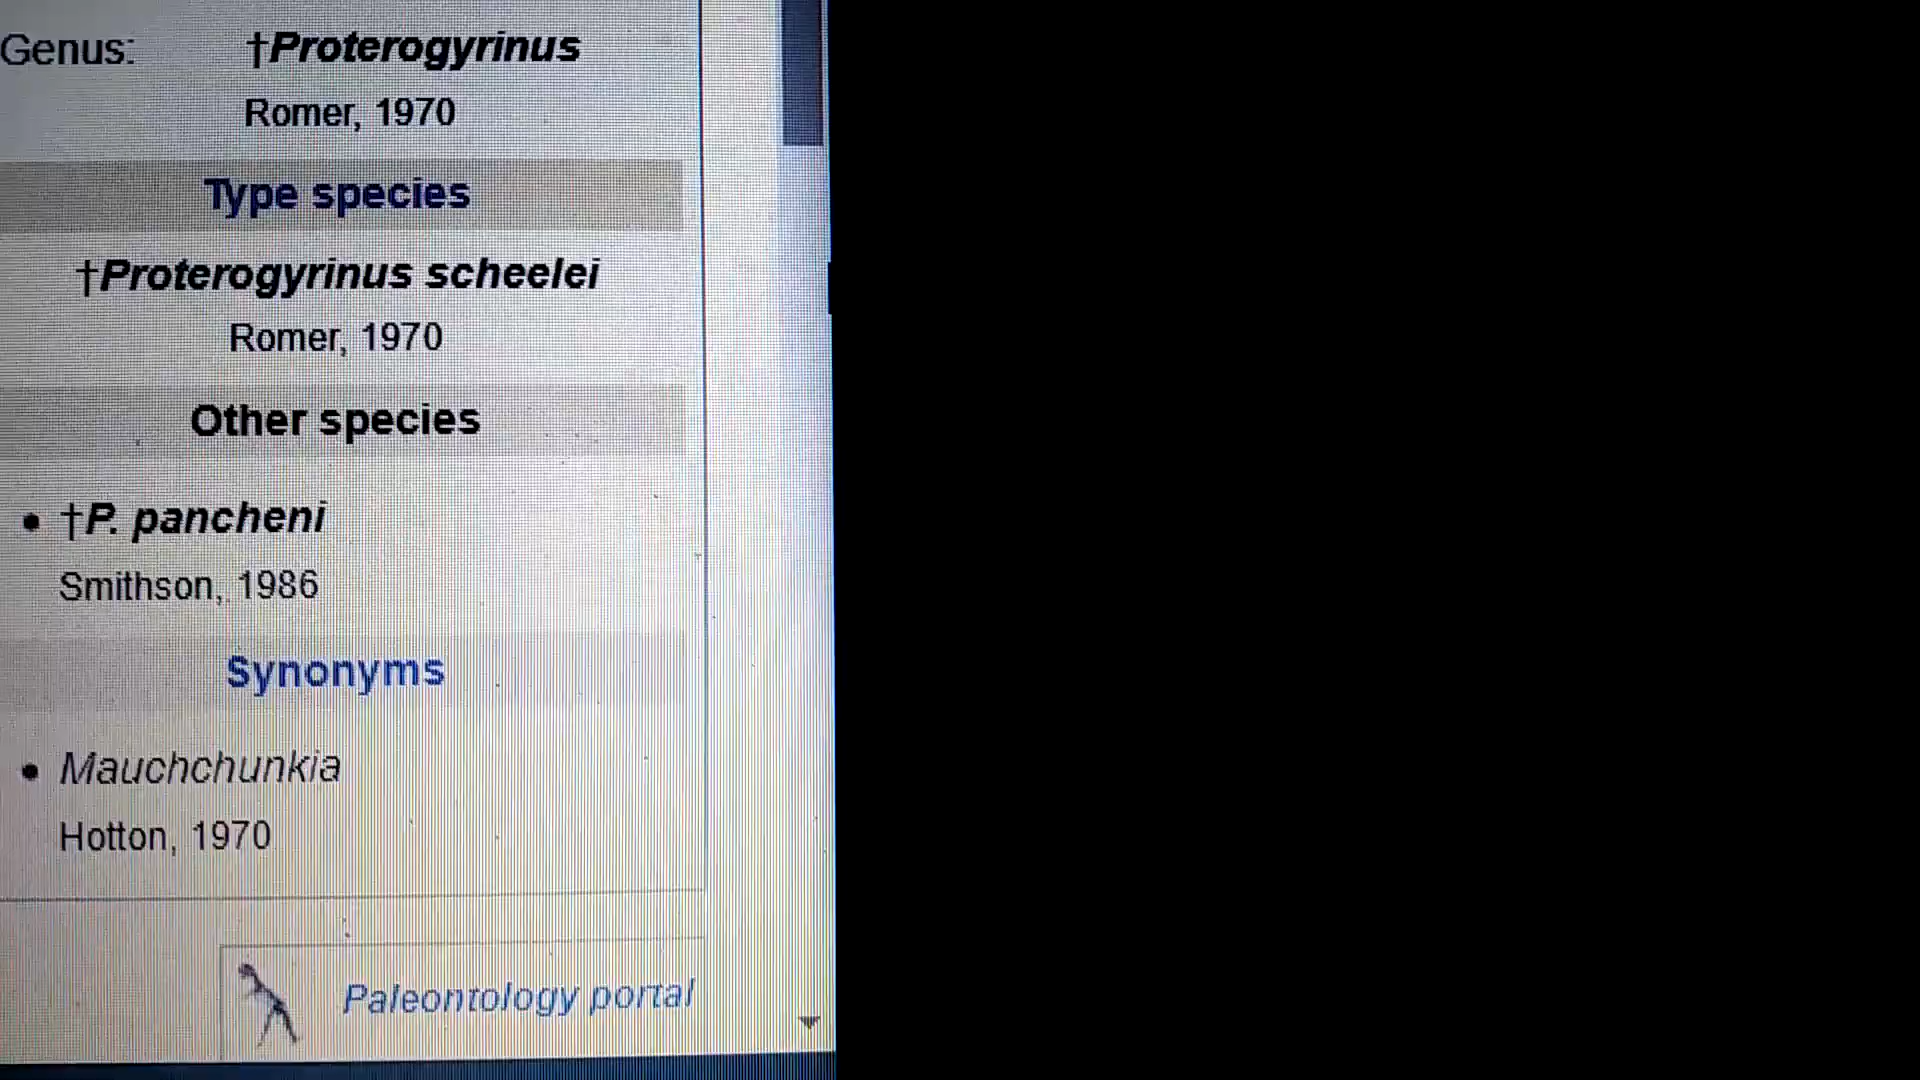 Genus: †Proterogyrinus
Romer, 1970
Type species
†Proterogyrinus scheelei
Romer, 1970
Other species
• †P. pancheni
Smithson, 1986
Synonyms
• Mauchchunkia
Hotton, 1970
Paleontology portal